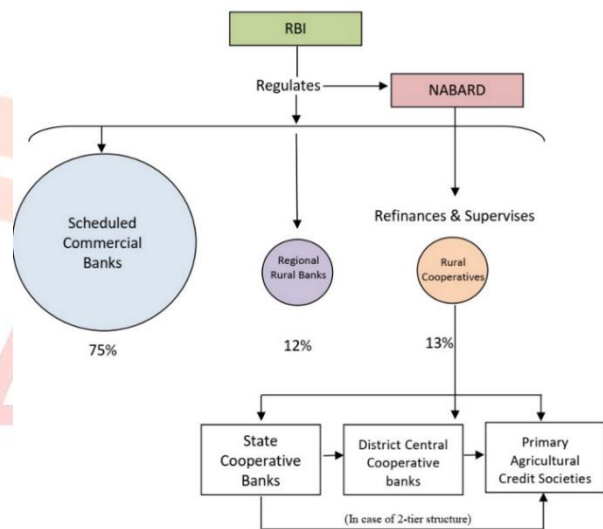 RBI
Regulates
NABARD
Scheduled
Commercial
Banks
Refinances & Supervises
Regional
Rural Banks
Rural
Cooperatives
75%
12%
13%
State
Cooperative
Banks
District Central
Cooperative
banks
Primary
Agricultural
Credit Societies
(In case of 2-tier structure)